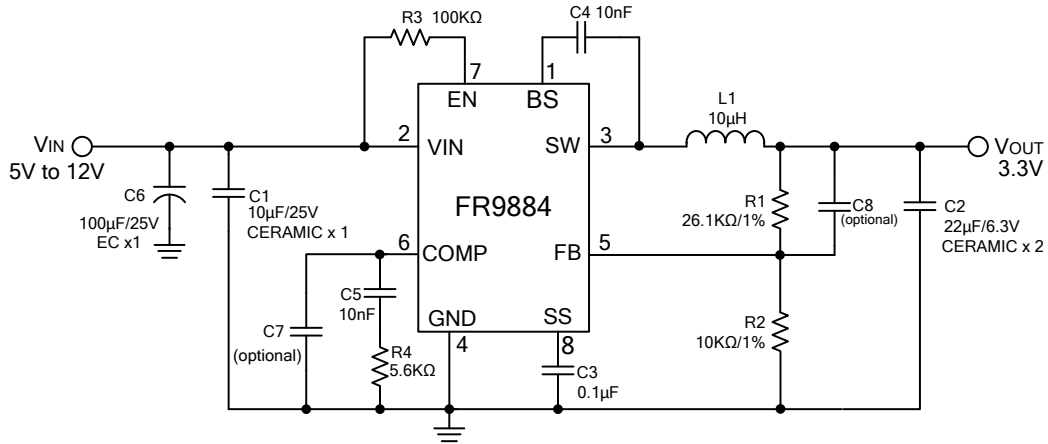 R3 100KΩ
C4 10nF
7
1
EN
BS
L1
10µH
VIN
5V to 12V
2
VIN
SW
3
VOUT
3.3V
C6
100µF/25V
EC x1
C1
10µF/25V
CERAMIC x 1
FR9884
R1
26.1KΩ/1%
C8
(optional)
C2
22µF/6.3V
CERAMIC x 2
6
COMP
FB
5
C5
10nF
C7
(optional)
R4
5.6KΩ
GND
4
SS
8
C3
0.1µF
R2
10KΩ/1%